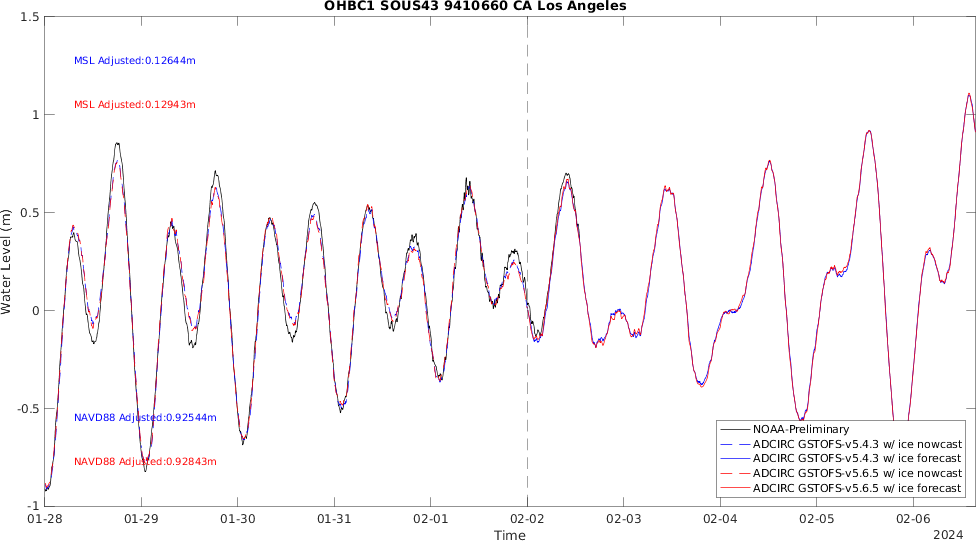 OHBC1 SOUS43 9410660 CA Los Angeles
1.5
1
0.5
0
-0.5
-1
Water Level (m)
MSL Adjusted:0.12644m
MSL Adjusted:0.12943m
NAVD88 Adjusted:0.92544m
NAVD88 Adjusted:0.92843m
NOAA-Preliminary
ADCIRC GSTOFS-v5.4.3 w/ ice nowcast
ADCIRC GSTOFS-v5.4.3 w/ ice forecast
ADCIRC GSTOFS-v5.6.5 w/ ice nowcast
ADCIRC GSTOFS-v5.6.5 w/ ice forecast
01-28 01-29 01-30 01-31 02-01 02-02 02-03 02-04 02-05 02-06
Time
2024